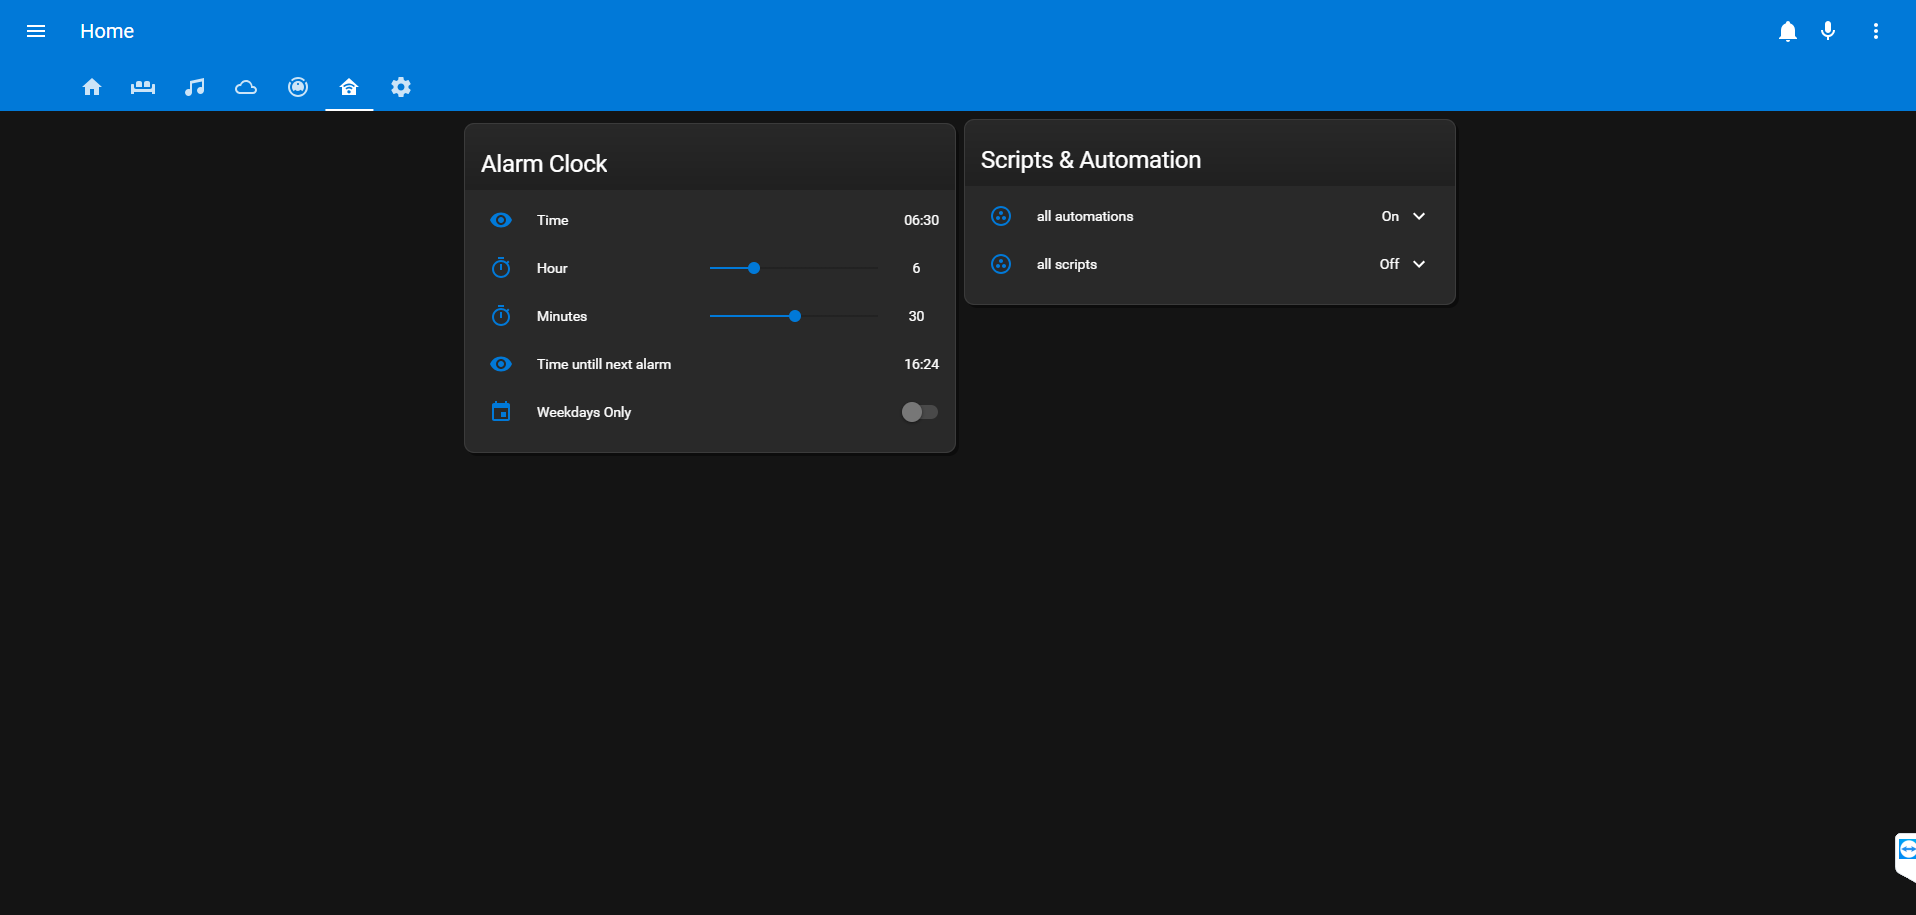 Home
Alarm Clock
Time 06:30
Hour 6
Minutes 30
Time untill next alarm 16:24
Weekdays Only
Scripts & Automation
all automations On
all scripts Off